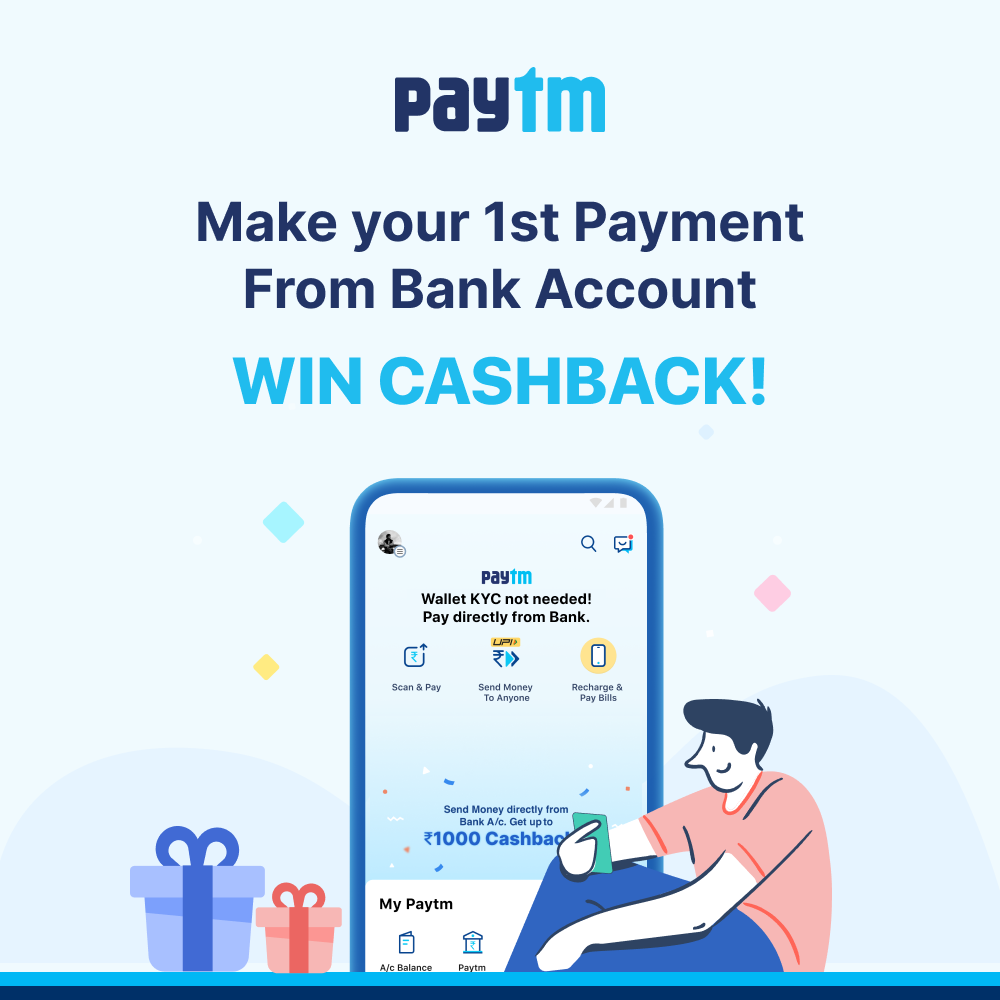 paytm
Make your 1st Payment
From Bank Account
WIN CASHBACK!
paytm
Wallet KYC not needed!
Pay directly from Bank.
UPI
Scan & Pay
Send Money
To Anyone
Recharge &
Pay Bills
Send Money directly from
Bank A/c. Get up to
₹1000 Cashback
My Paytm
A/c Balance
Paytm